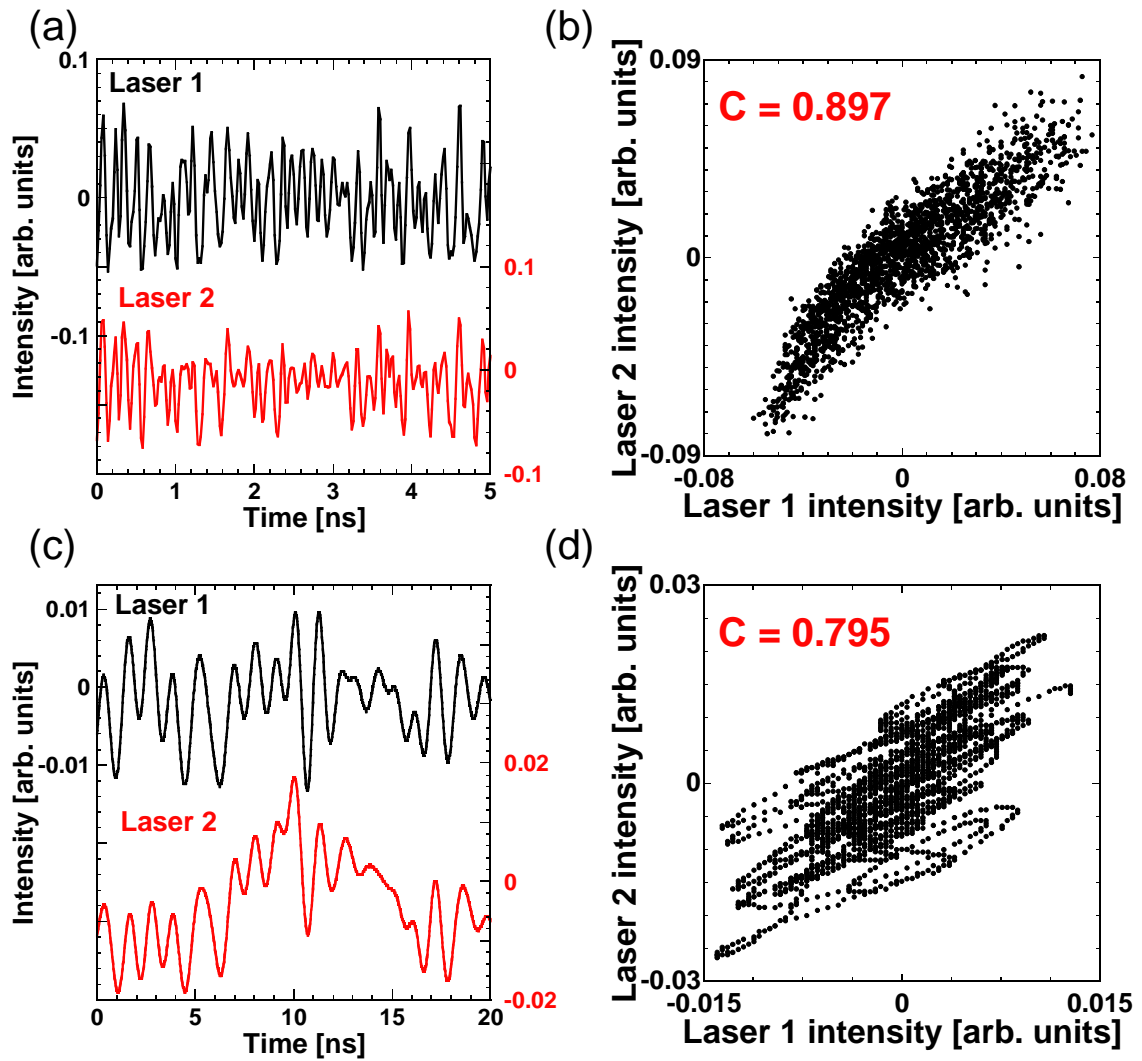 (a)
0.1
Laser 1
0
Intensity [arb. units]
0.1
Laser 2
-0.1
0
-0.1
0 1 2 3 4 5
Time [ns]
(b)
0.09
C = 0.897
Laser 2 intensity [arb. units]
0
-0.09
-0.08 0 0.08
Laser 1 intensity [arb. units]
(c)
0.01
Laser 1
0
Intensity [arb. units]
-0.01
0.02
Laser 2
0
-0.02
0 5 10 15 20
Time [ns]
(d)
0.03
C = 0.795
Laser 2 intensity [arb. units]
0
-0.03
-0.015 0 0.015
Laser 1 intensity [arb. units]